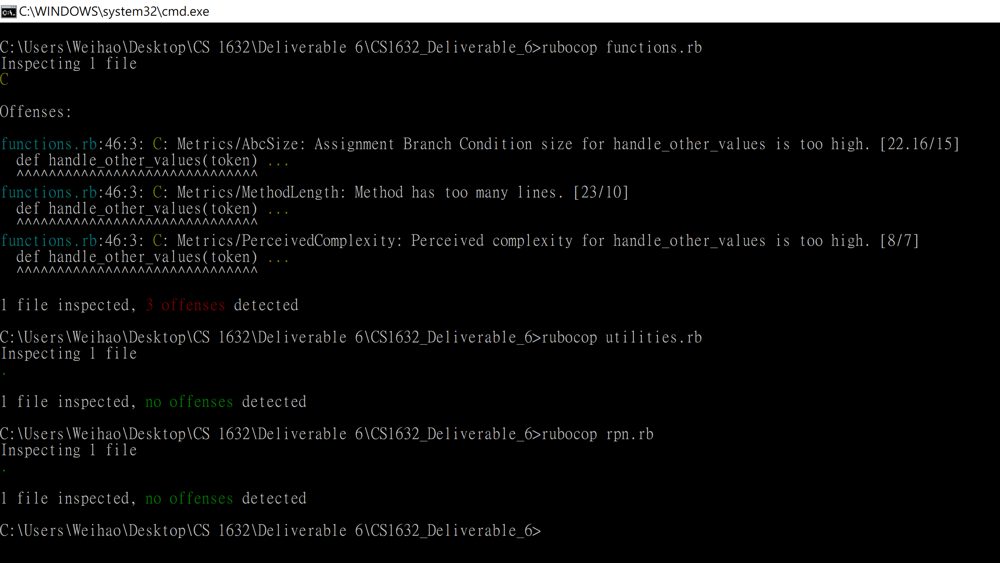 C:\WINDOWS\system32\cmd.exe
C:\Users\Weihao\Desktop\CS 1632\Deliverable 6\CS1632_Deliverable_6>rubocop functions.rb
Inspecting 1 file
C
Offenses:
functions.rb:46:3: C: Metrics/AbcSize: Assignment Branch Condition size for handle_other_values is too high. [22.16/15]
  def handle_other_values(token) ...
  ^^^^^^^^^^^^^^^^^^^^^^^^^^^^^^
functions.rb:46:3: C: Metrics/MethodLength: Method has too many lines. [23/10]
  def handle_other_values(token) ...
  ^^^^^^^^^^^^^^^^^^^^^^^^^^^^^^
functions.rb:46:3: C: Metrics/PerceivedComplexity: Perceived complexity for handle_other_values is too high. [8/7]
  def handle_other_values(token) ...
  ^^^^^^^^^^^^^^^^^^^^^^^^^^^^^^
1 file inspected, 3 offenses detected
C:\Users\Weihao\Desktop\CS 1632\Deliverable 6\CS1632_Deliverable_6>rubocop utilities.rb
Inspecting 1 file
.
1 file inspected, no offenses detected
C:\Users\Weihao\Desktop\CS 1632\Deliverable 6\CS1632_Deliverable_6>rubocop rpn.rb
Inspecting 1 file
.
1 file inspected, no offenses detected
C:\Users\Weihao\Desktop\CS 1632\Deliverable 6\CS1632_Deliverable_6>